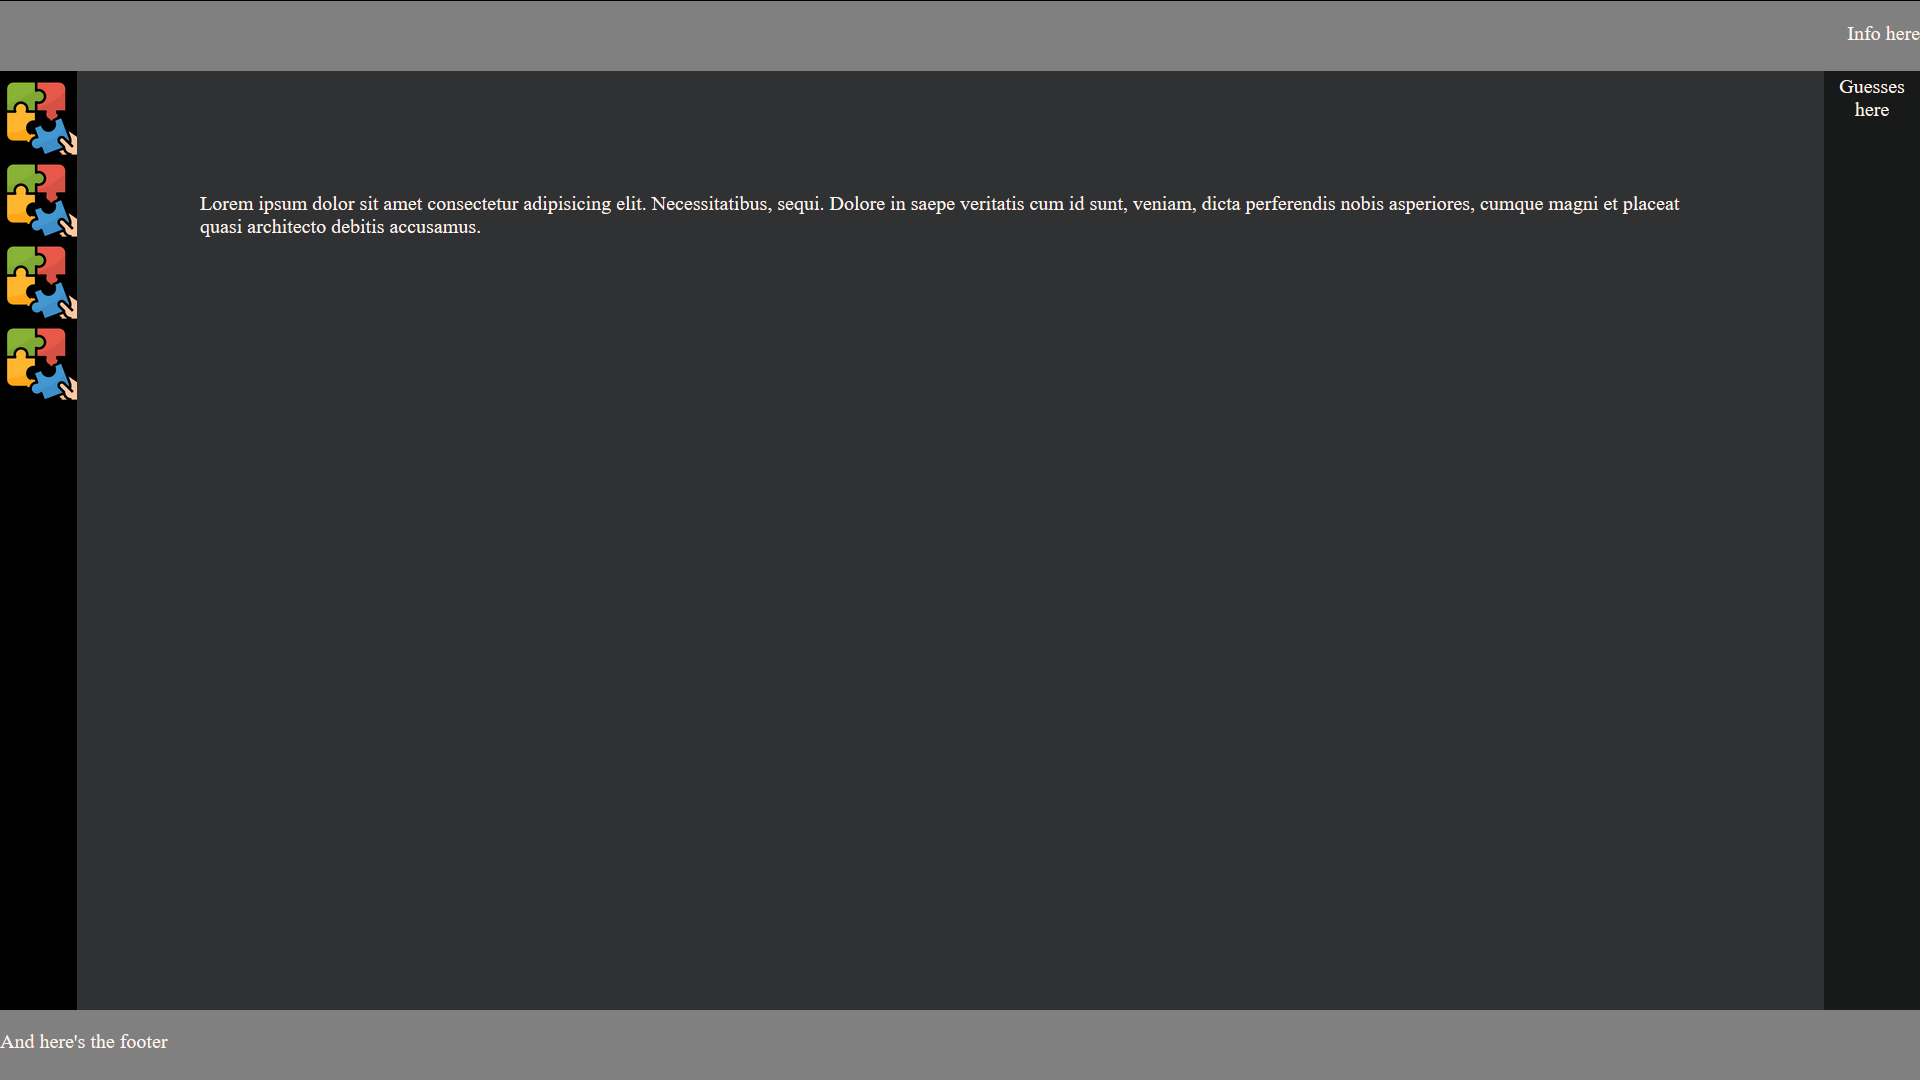 Info here
Guesses
here
Lorem ipsum dolor sit amet consectetur adipisicing elit. Necessitatibus, sequi. Dolore in saepe veritatis cum id sunt, veniam, dicta perferendis nobis asperiores, cumque magni et placeat
quasi architecto debitis accusamus.
And here's the footer